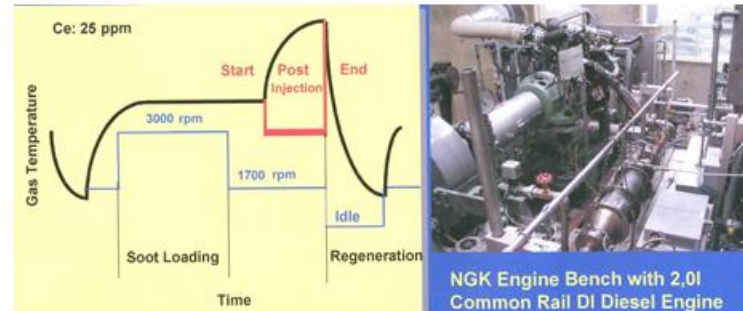 Ce: 25 ppm
Start Post End
Injection
3000 rpm
1700 rpm
Idle
Soot Loading
Regeneration
Gas Temperature
Time
NGK Engine Bench with 2,0l
Common Rail DI Diesel Engine